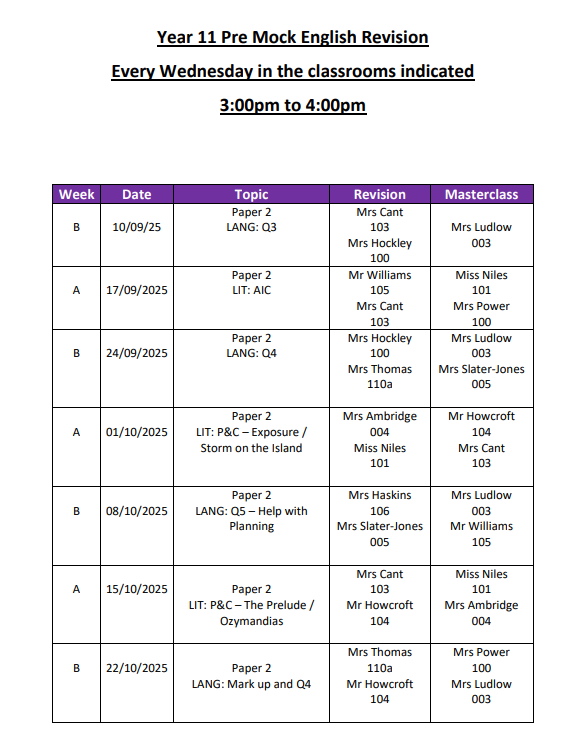 Year 11 Pre Mock English Revision
Every Wednesday in the classrooms indicated
3:00pm to 4:00pm
Week Date Topic Revision Masterclass
B
10/09/25
Paper 2
LANG: Q3
Mrs Cant
103
Mrs Hockley
100
Mrs Ludlow
003
A
17/09/2025
Paper 2
LIT: AIC
Mr Williams
105
Mrs Cant
103
Miss Niles
101
Mrs Power
100
B
24/09/2025
Paper 2
LANG: Q4
Mrs Hockley
100
Mrs Thomas
110a
Mrs Ludlow
003
Mrs Slater-Jones
005
A
01/10/2025
Paper 2
LIT: P&C – Exposure /
Storm on the Island
Mrs Ambridge
004
Miss Niles
101
Mr Howcroft
104
Mrs Cant
103
B
08/10/2025
Paper 2
LANG: Q5 – Help with
Planning
Mrs Haskins
106
Mrs Slater-Jones
005
Mrs Ludlow
003
Mr Williams
105
A
15/10/2025
Paper 2
LIT: P&C – The Prelude /
Ozymandias
Mrs Cant
103
Mr Howcroft
104
Miss Niles
101
Mrs Ambridge
004
B
22/10/2025
Paper 2
LANG: Mark up and Q4
Mrs Thomas
110a
Mr Howcroft
104
Mrs Power
100
Mrs Ludlow
003